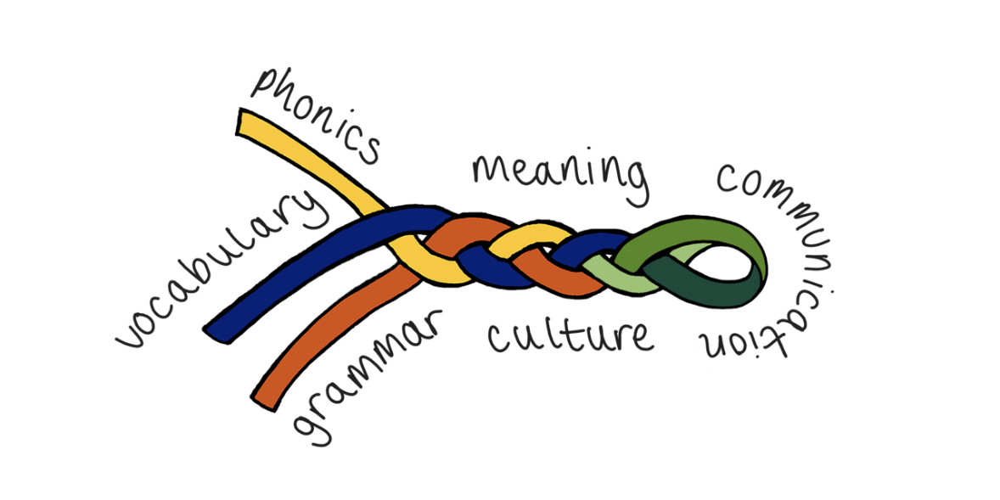 phonics
vocabulary
grammar
meaning
culture
communication